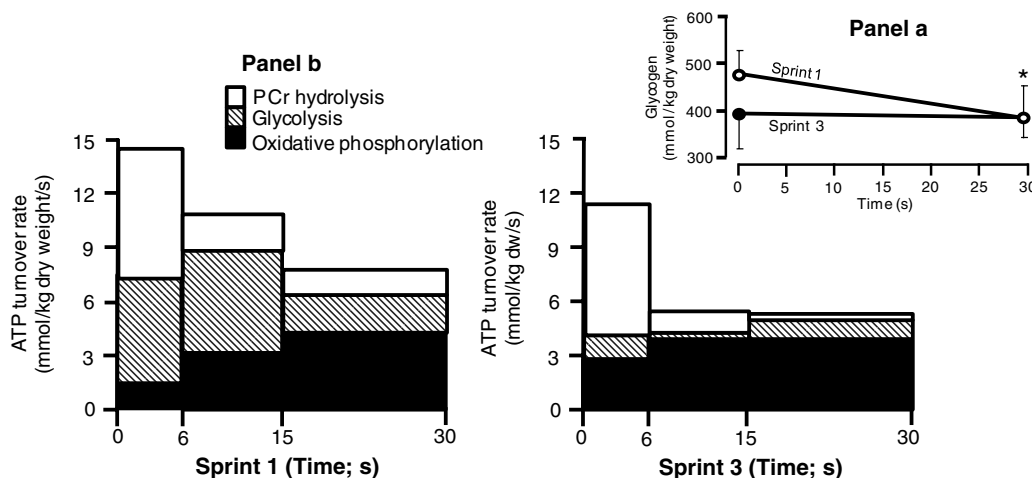 Panel b
PCr hydrolysis
Glycolysis
Oxidative phosphorylation
ATP turnover rate
(mmol/kg dry weight/s)
15
12
9
6
3
0
0 6 15 30
Sprint 1 (Time; s)
Panel a
Glycogen
(mmol/kg dry weight)
600
500
400
300
Sprint 1
Sprint 3
*
0 5 10 15 20 25 30
Time (s)
ATP turnover rate
(mmol/kg dw/s)
15
12
9
6
3
0
0 6 15 30
Sprint 3 (Time; s)